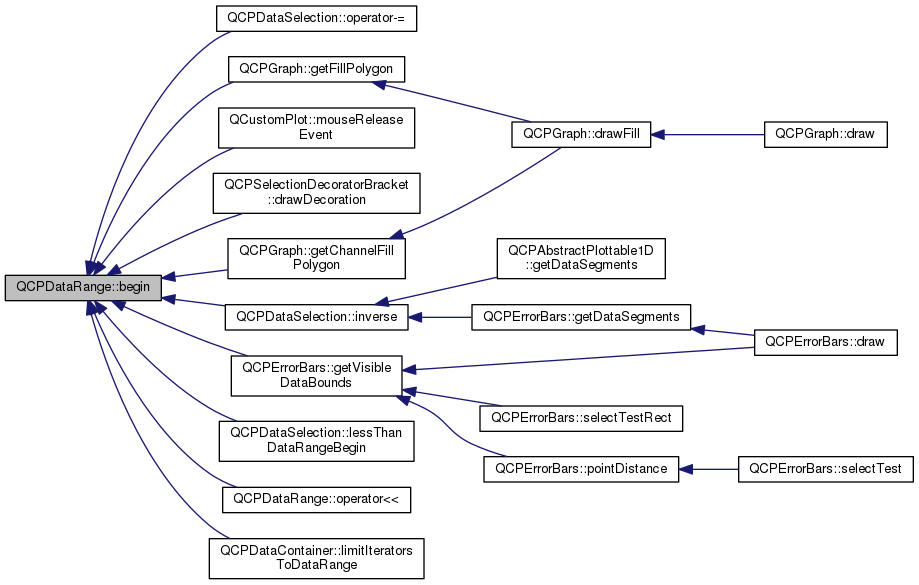 QCPDataSelection::operator-=
QCPGraph::getFillPolygon
QCustomPlot::mouseRelease
Event
QCPGraph::drawFill
QCPGraph::draw
QCPSelectionDecoratorBracket
::drawDecoration
QCPGraph::getChannelFill
Polygon
QCPAbstractPlottable1D
::getDataSegments
QCPDataRange::begin
QCPDataSelection::inverse
QCPErrorBars::getDataSegments
QCPErrorBars::draw
QCPErrorBars::getVisible
DataBounds
QCPErrorBars::selectTestRect
QCPDataSelection::lessThan
DataRangeBegin
QCPErrorBars::pointDistance
QCPErrorBars::selectTest
QCPDataRange::operator<<
QCPDataContainer::limitIterators
ToDataRange